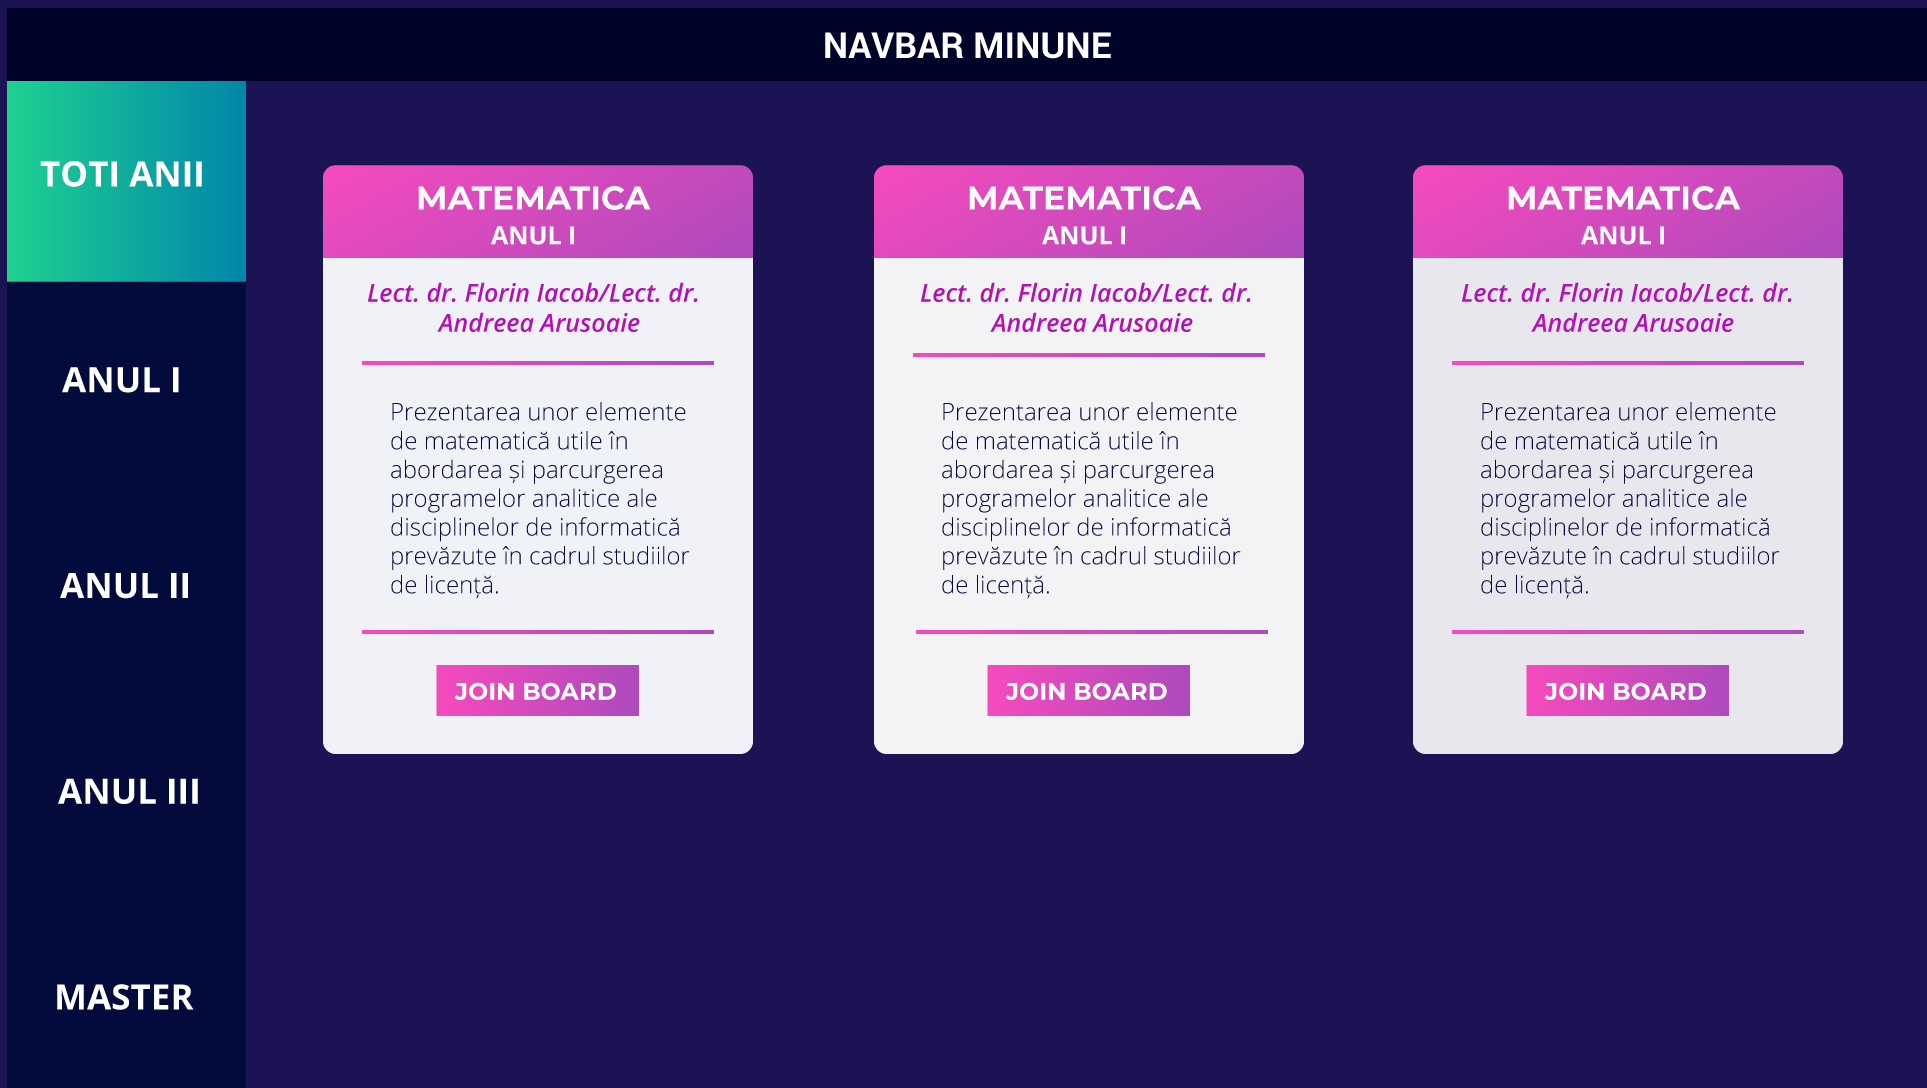 NAVBAR MINUNE
TOTI ANII
ANUL I
ANUL II
ANUL III
MASTER
MATEMATICA
ANUL I
Lect. dr. Florin Iacob/Lect. dr.
Andreea Arusoaie
Prezentarea unor elemente
de matematică utile în
abordarea și parcurgerea
programelor analitice ale
disciplinelor de informatică
prevăzute în cadrul studiilor
de licență.
JOIN BOARD
MATEMATICA
ANUL I
Lect. dr. Florin Iacob/Lect. dr.
Andreea Arusoaie
Prezentarea unor elemente
de matematică utile în
abordarea și parcurgerea
programelor analitice ale
disciplinelor de informatică
prevăzute în cadrul studiilor
de licență.
JOIN BOARD
MATEMATICA
ANUL I
Lect. dr. Florin Iacob/Lect. dr.
Andreea Arusoaie
Prezentarea unor elemente
de matematică utile în
abordarea și parcurgerea
programelor analitice ale
disciplinelor de informatică
prevăzute în cadrul studiilor
de licență.
JOIN BOARD